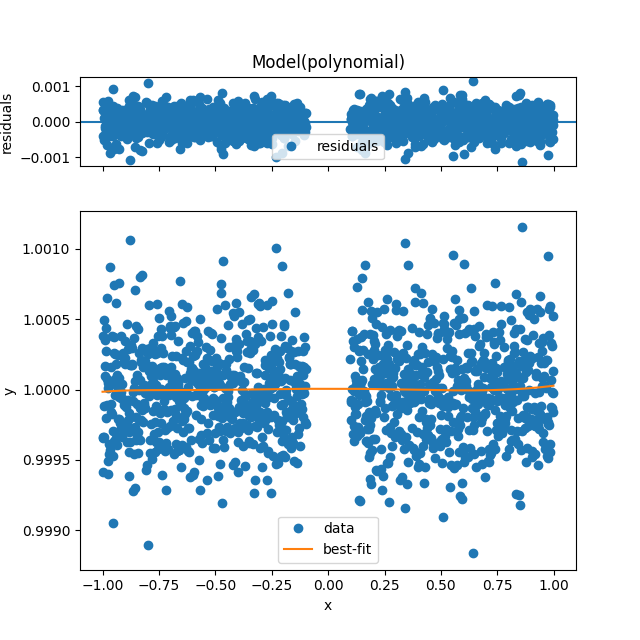 Model(polynomial)
residuals
0.001
0.000
−0.001
residuals
y
1.0010
1.0005
1.0000
0.9995
0.9990
data
best-fit
−1.00 −0.75 −0.50 −0.25 0.00 0.25 0.50 0.75 1.00
x